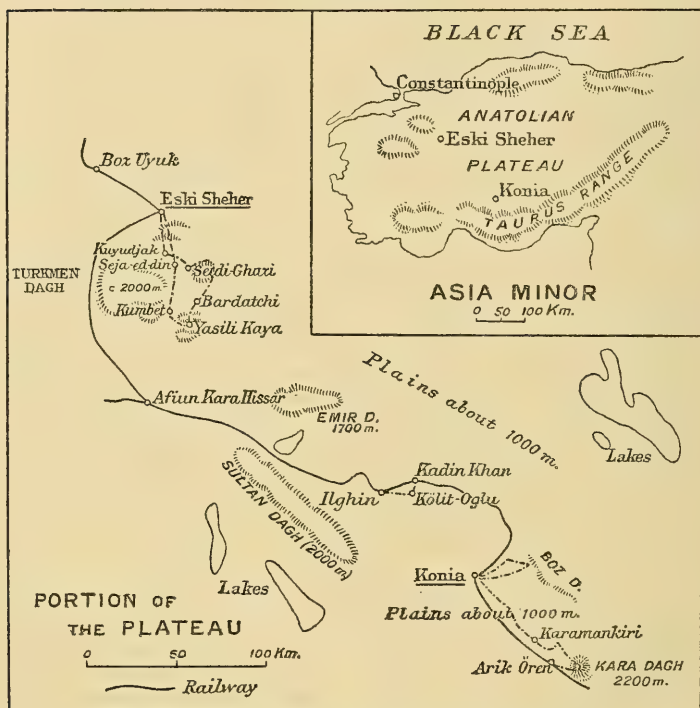 BLACK SEA
Constantinople
ANATOLIAN
Eski Sheher
PLATEAU
Konia
TAURUS RANGE
ASIA MINOR
0 50 100 Km.
Boz Uyuk
Eski Sheher
Kuyudjak
Seja-ed-din
Serdi-Ghazi
TURKMEN
DAGH
c 2000 m.
Bardatchi
Kumbet
Yasili Kaya
Afiun Kara Hissar
EMIR D.
1700 m.
Plains about 1000 m.
Lakes
SULTAN DAGH (2000 m)
Kadin Khan
Ilghin
Kölit-Oglu
Lakes
Konia
BOZ D.
Plains about 1000 m.
Karamankiri
Arik Ören
KARA DAGH
2200 m.
PORTION OF
THE PLATEAU
0 50 100 Km.
Railway